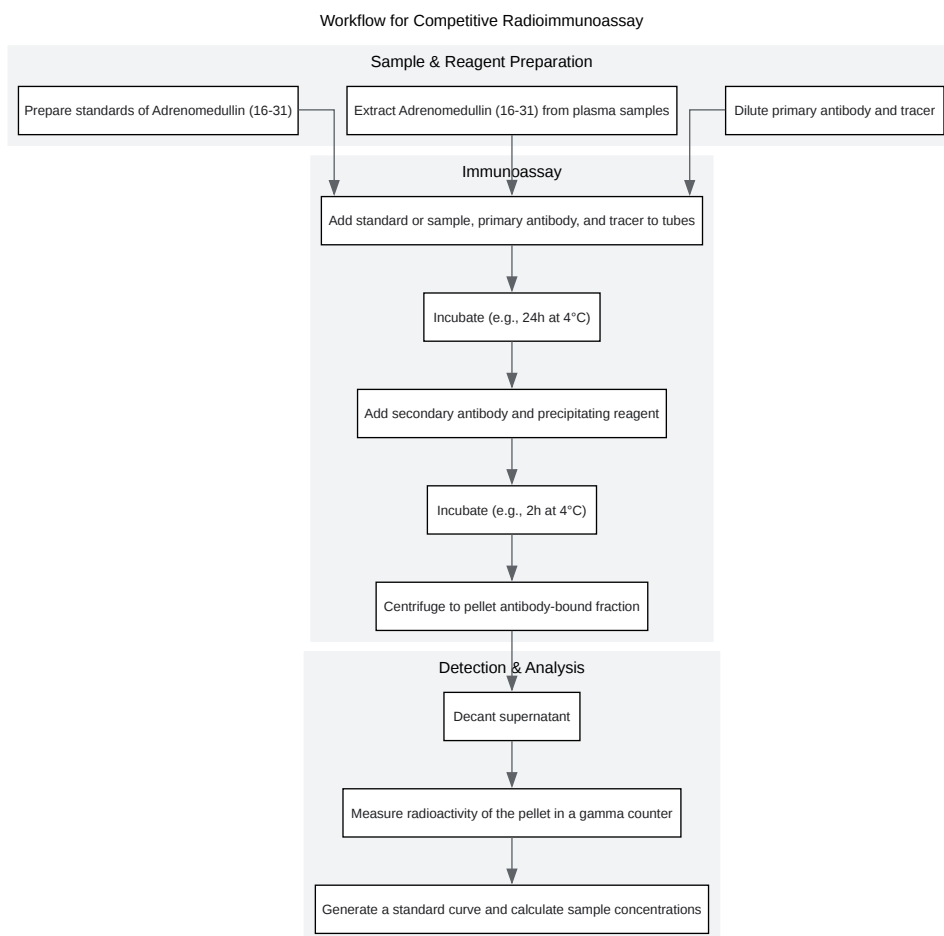 Workflow for Competitive Radioimmunoassay
Sample & Reagent Preparation
Prepare standards of Adrenomedullin (16-31)
Extract Adrenomedullin (16-31) from plasma samples
Dilute primary antibody and tracer
Immunoassay
Add standard or sample, primary antibody, and tracer to tubes
Incubate (e.g., 24h at 4°C)
Add secondary antibody and precipitating reagent
Incubate (e.g., 2h at 4°C)
Centrifuge to pellet antibody-bound fraction
Detection & Analysis
Decant supernatant
Measure radioactivity of the pellet in a gamma counter
Generate a standard curve and calculate sample concentrations